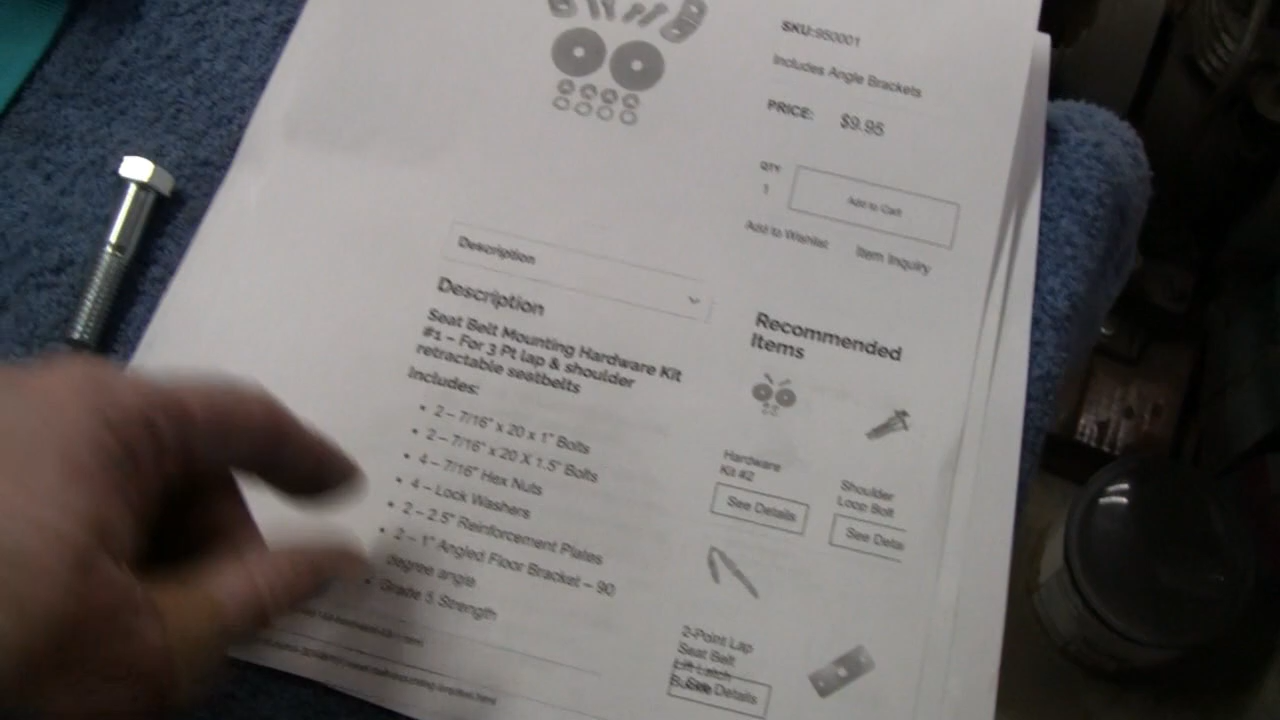 SKU:950001
Includes Angle Brackets
PRICE: $9.95
QTY
1
Add to Cart
Add to Wishlist Item Inquiry
Description
Description
Seat Belt Mounting Hardware Kit
#1 – For 3 Pt lap & shoulder
retractable seatbelts
Includes:
• 2 – 7/16" x 20 x 1" Bolts
• 2 – 7/16" x 20 X 1.5" Bolts
• 4 – 7/16" Hex Nuts
• 4 – Lock Washers
• 2 – 2.5" Reinforcement Plates
• 2 – 1" Angled Floor Bracket – 90
degree angle
• Grade 5 Strength
Recommended
Items
Hardware
Kit #2
See Details
Shoulder
Loop Bolt
See Deta
2-Point Lap
Seat Belt
Lift Latch
Buckle
See Details